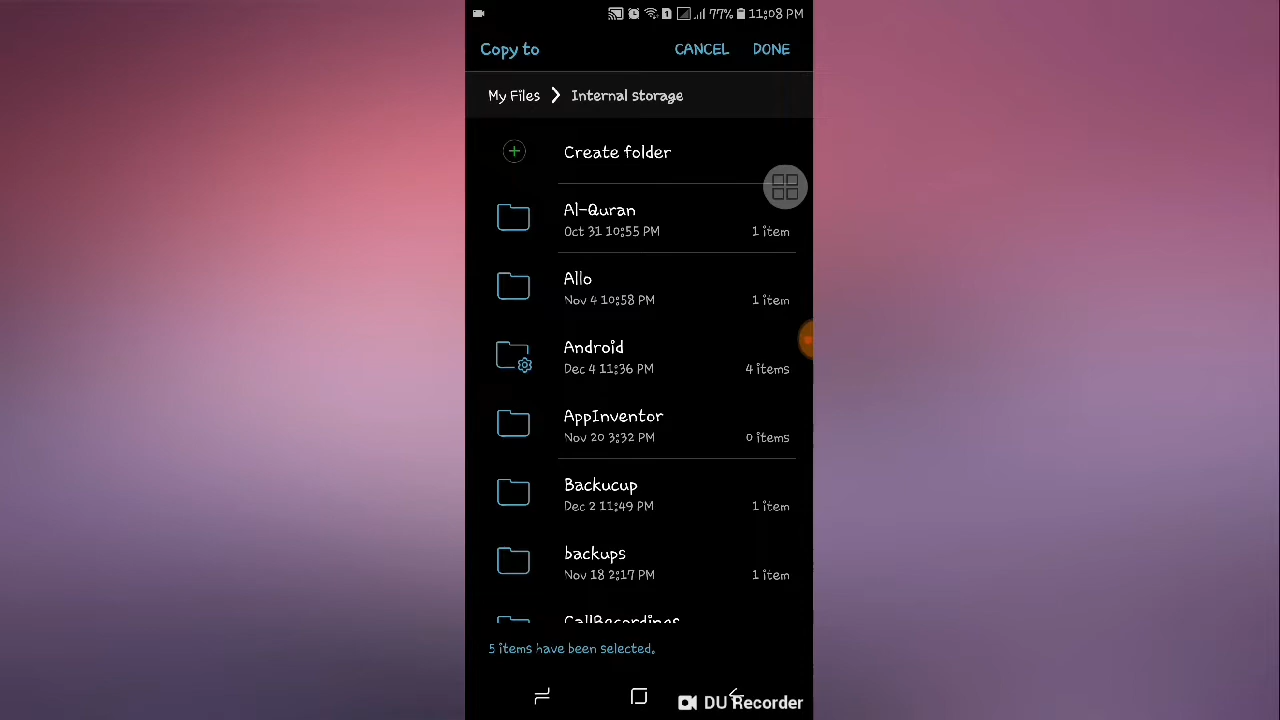 1 77% 11:08 PM
Copy to CANCEL DONE
My Files Internal storage
Create folder
Al-Quran
Oct 31 10:55 PM 1 item
Allo
Nov 4 10:58 PM 1 item
Android
Dec 4 11:36 PM 4 items
AppInventor
Nov 20 3:32 PM 0 items
Backucup
Dec 2 11:49 PM 1 item
backups
Nov 18 2:17 PM 1 item
CallRecordings
5 items have been selected.
DU Recorder